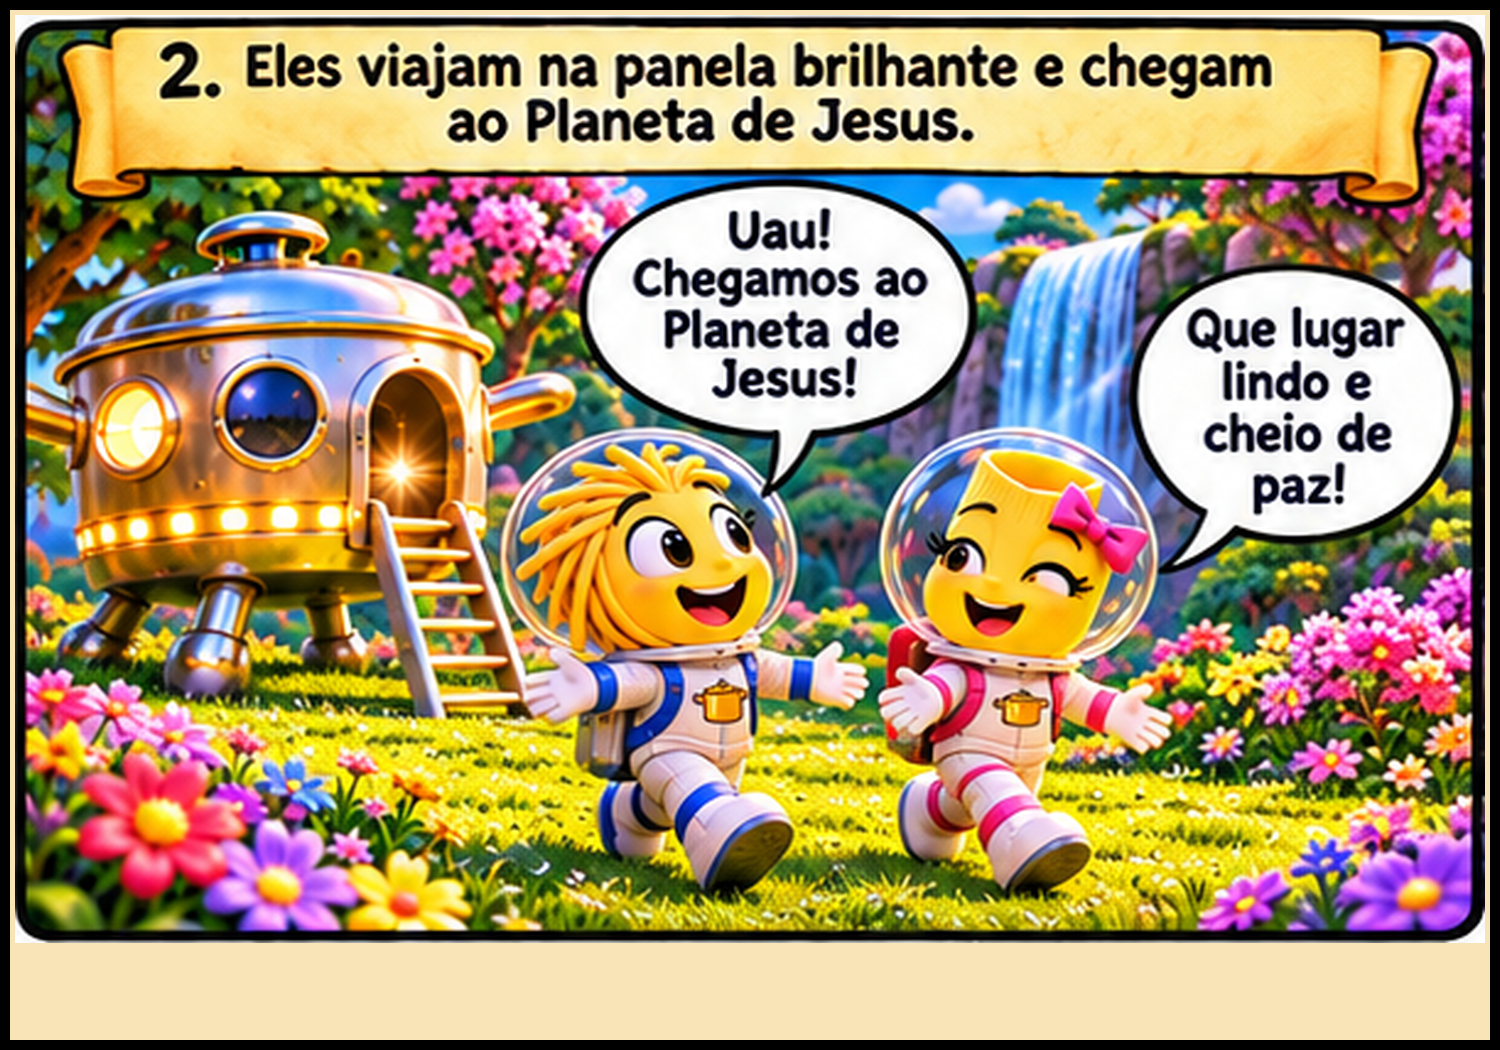 2. Eles viajam na panela brilhante e chegam
ao Planeta de Jesus.
Uau!
Chegamos ao
Planeta de
Jesus!
Que lugar
lindo e
cheio de
paz!